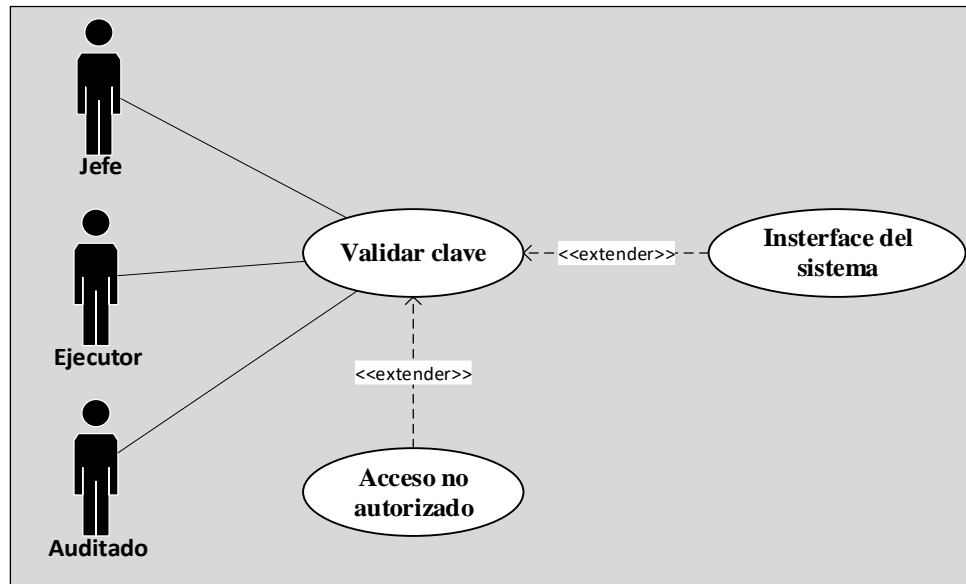 Jefe
Validar clave
<<extender>>
Insterface del
sistema
Ejecutor
<<extender>>
Acceso no
autorizado
Auditado